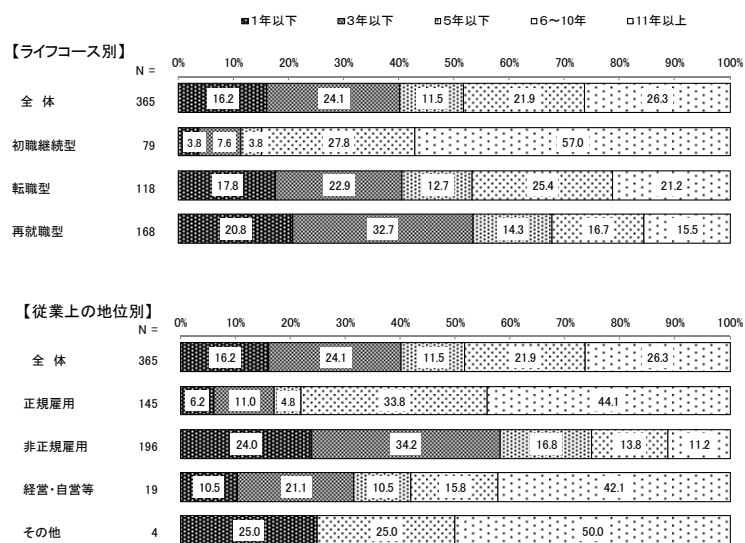 ■1年以下 ■3年以下 □5年以下 □6～10年 □11年以上
【ライフコース別】
N = 0% 10% 20% 30% 40% 50% 60% 70% 80% 90% 100%
全 体 365 16.2 24.1 11.5 21.9 26.3
初職継続型 79 3.8 7.6 3.8 27.8 57.0
転職型 118 17.8 22.9 12.7 25.4 21.2
再就職型 168 20.8 32.7 14.3 16.7 15.5
【従業上の地位別】
N = 0% 10% 20% 30% 40% 50% 60% 70% 80% 90% 100%
全 体 365 16.2 24.1 11.5 21.9 26.3
正規雇用 145 6.2 11.0 4.8 33.8 44.1
非正規雇用 196 24.0 34.2 16.8 13.8 11.2
経営・自営等 19 10.5 21.1 10.5 15.8 42.1
その他 4 25.0 25.0 50.0